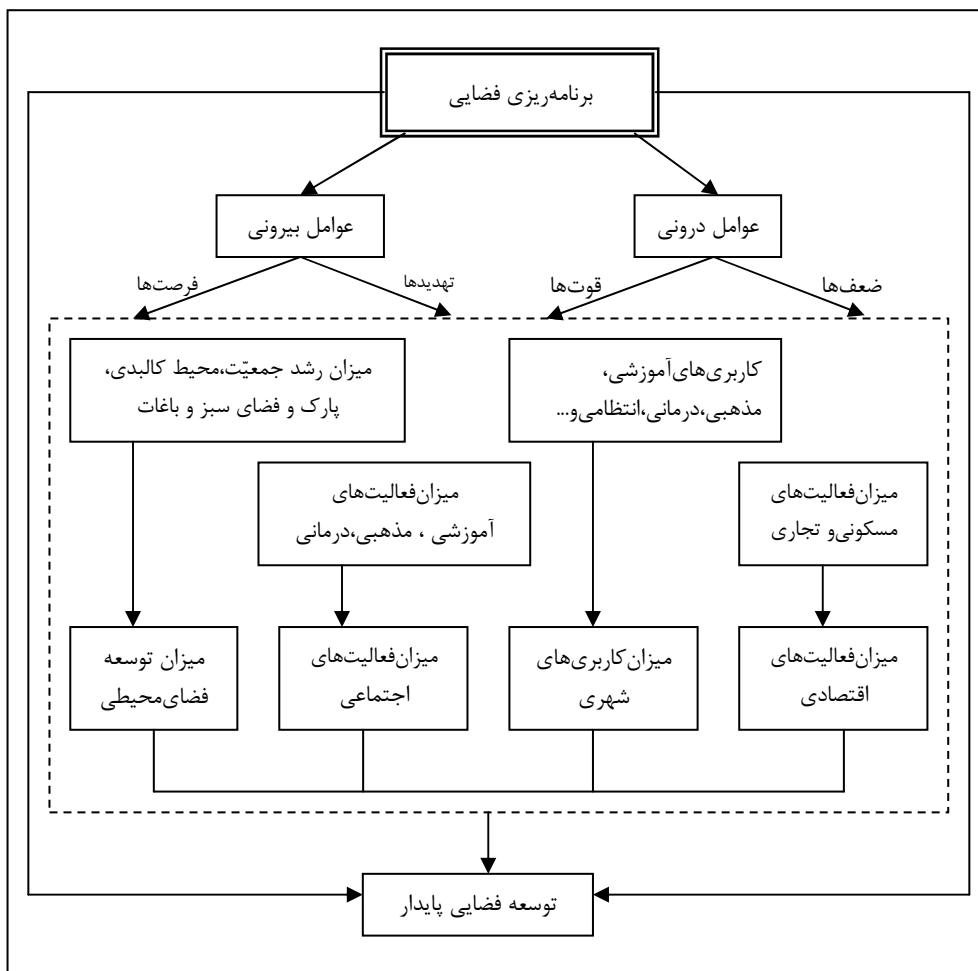 برنامه‌ریزی فضایی
عوامل درونی
عوامل بیرونی
ضعف‌ها
قوت‌ها
تهدیدها
فرصت‌ها
کاربری‌های‌آموزشی،
مذهبی،درمانی،انتظامی‌و...
میزان رشد جمعیّت،محیط کالبدی،
پارک و فضای سبز و باغات
میزان‌فعالیت‌های
مسکونی‌و تجاری
میزان‌فعالیت‌های
آموزشی ، مذهبی،درمانی
میزان‌فعالیت‌های
اقتصادی
میزان‌کاربری‌های
شهری
میزان‌فعالیت‌های
اجتماعی
میزان توسعه
فضای‌محیطی
توسعه فضایی پایدار